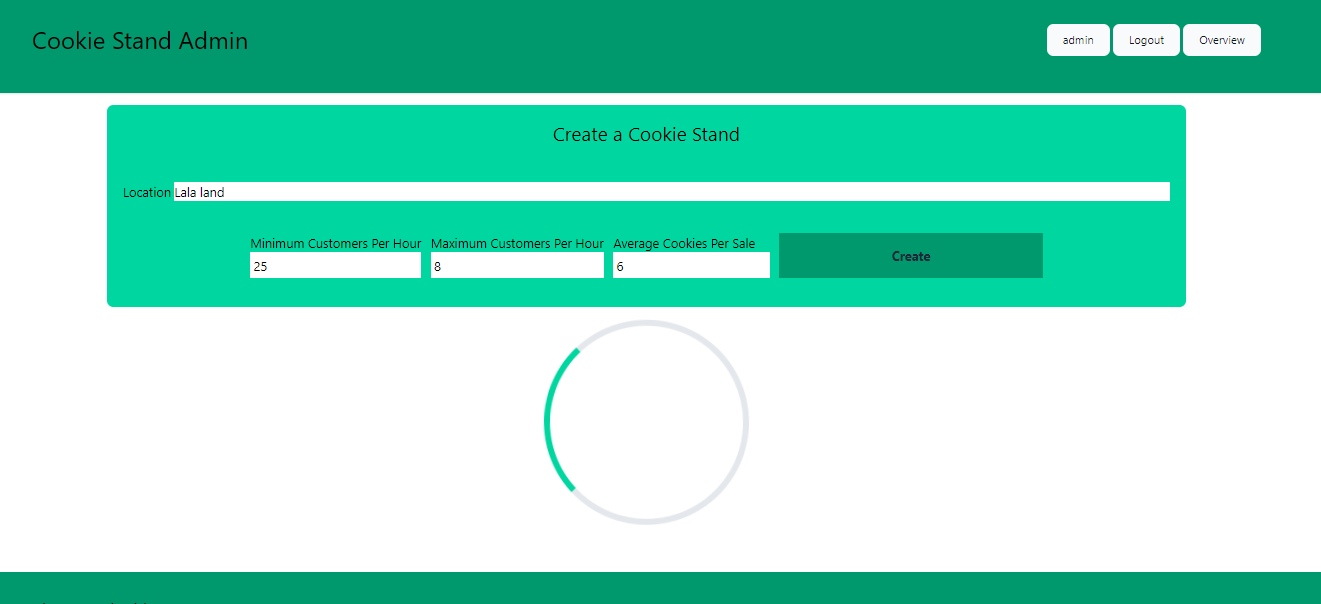 Cookie Stand Admin
admin Logout Overview
Create a Cookie Stand
Location Lala land
Minimum Customers Per Hour Maximum Customers Per Hour Average Cookies Per Sale
25 8 6
Create